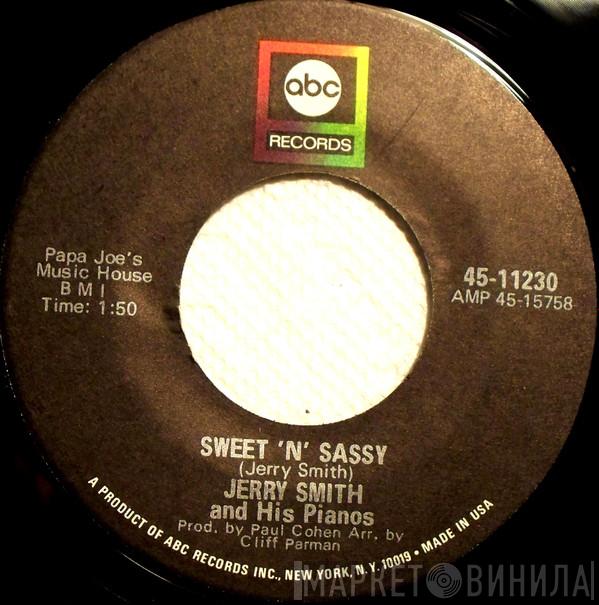 abc
RECORDS
Papa Joe's
Music House
B M I
Time: 1:50
45-11230
AMP 45-15758
SWEET 'N' SASSY
(Jerry Smith)
JERRY SMITH
and His Pianos
Prod. by Paul Cohen Arr. by
Cliff Parman
A PRODUCT OF ABC RECORDS INC., NEW YORK, N.Y. 10019 • MADE IN USA
МАРКЕТ ВИНИЛА